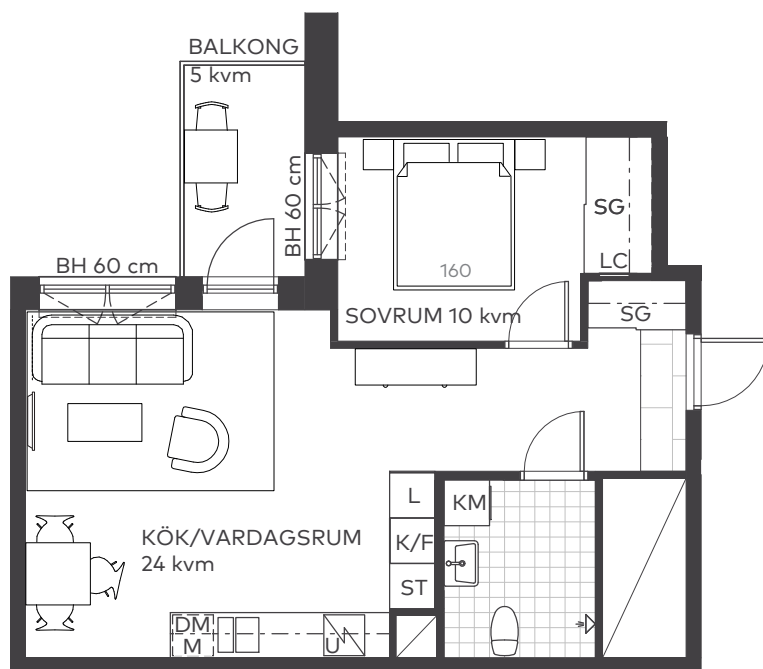 BALKONG
5 kvm
BH 60 cm
SG
LC
160
BH 60 cm
SOVRUM 10 kvm
SG
L
KM
KÖK/VARDAGSRUM
24 kvm
K/F
ST
DM
M
U